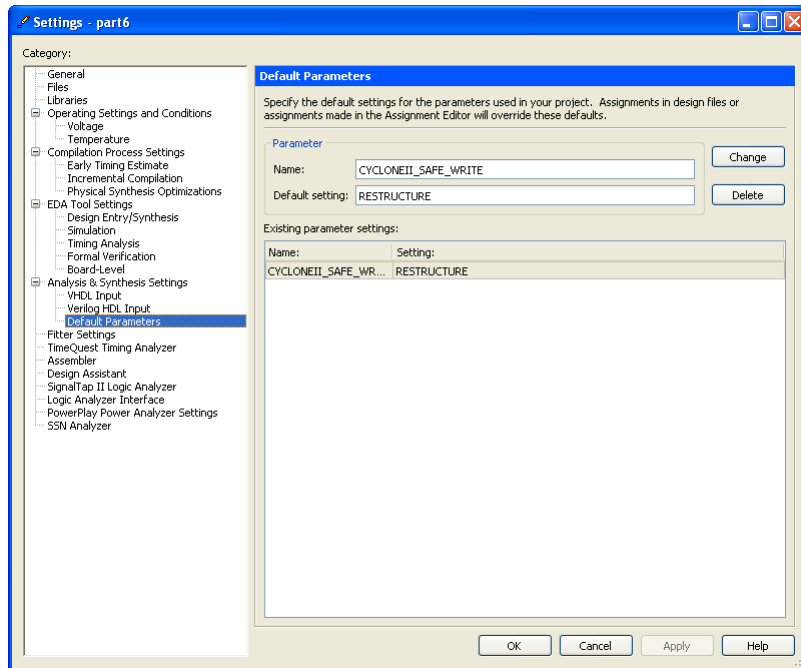 Settings - part6
Category:
General
Files
Libraries
Operating Settings and Conditions
Voltage
Temperature
Compilation Process Settings
Early Timing Estimate
Incremental Compilation
Physical Synthesis Optimizations
EDA Tool Settings
Design Entry/Synthesis
Simulation
Timing Analysis
Formal Verification
Board-Level
Analysis & Synthesis Settings
VHDL Input
Verilog HDL Input
Default Parameters
Fitter Settings
TimeQuest Timing Analyzer
Assembler
Design Assistant
SignalTap II Logic Analyzer
Logic Analyzer Interface
PowerPlay Power Analyzer Settings
SSN Analyzer
Default Parameters
Specify the default settings for the parameters used in your project. Assignments in design files or
assignments made in the Assignment Editor will override these defaults.
Parameter
Name: CYCLONEII_SAFE_WRITE
Change
Default setting: RESTRUCTURE
Delete
Existing parameter settings:
Name: Setting:
CYCLONEII_SAFE_WR... RESTRUCTURE
OK Cancel Apply Help